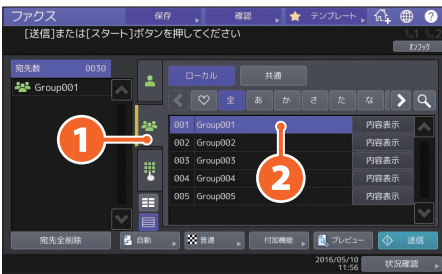 ファクス 保存 確認 テンプレート ?
[送信]または[スタート]ボタンを押してください
L1 L2
オフフック
宛先数 0030
Group001
ローカル 共通
全 あ か さ た な
001 Group001 内容表示
002 Group002 内容表示
003 Group003 内容表示
004 Group004 内容表示
005 Group005 内容表示
1
2
宛先全削除 自動 普通 付加機能 プレビュー 送信
2016/05/10
11:56
状況確認